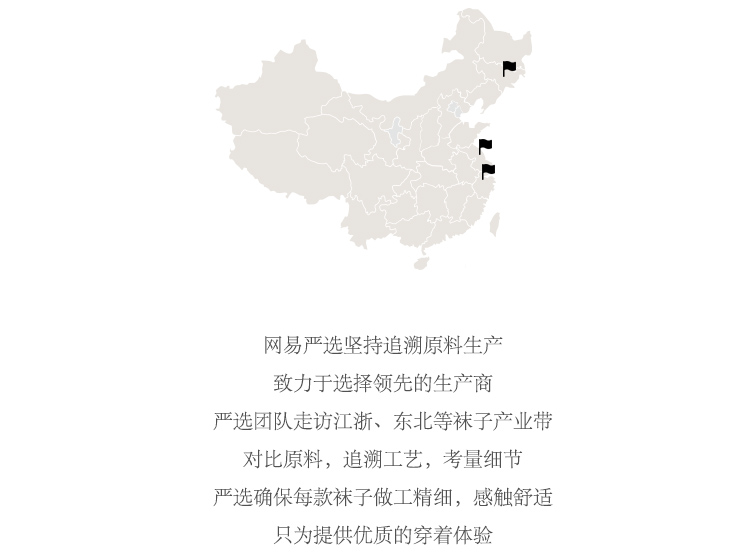 网易严选坚持追溯原料生产
致力于选择领先的生产商
严选团队走访江浙、东北等袜子产业带
对比原料，追溯工艺，考量细节
严选确保每款袜子做工精细，感触舒适
只为提供优质的穿着体验